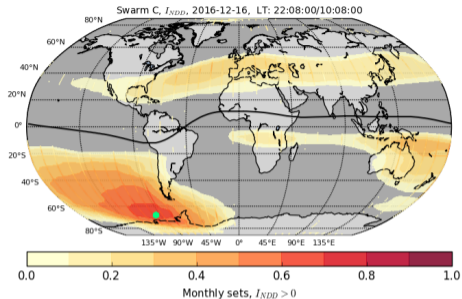 Swarm C, I_NDD, 2016-12-16, LT: 22:08:00/10:08:00
80°N
60°N
40°N
20°N
0°
20°S
40°S
60°S
80°S
135°W 90°W 45°W 0° 45°E 90°E 135°E
0.0 0.2 0.4 0.6 0.8 1.0
Monthly sets, I_NDD > 0